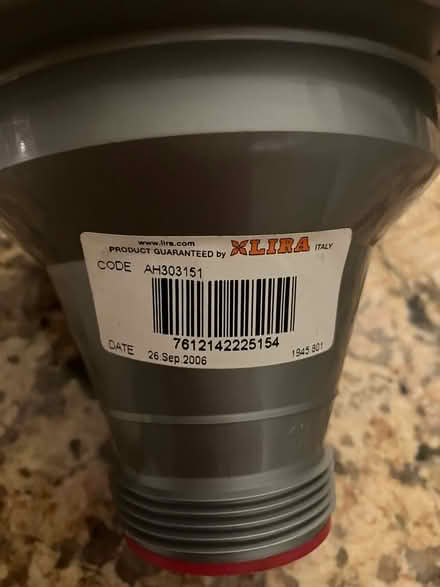 www.lira.com
PRODUCT GUARANTEED by LIRA ITALY
CODE AH303151
7612142225154
DATE 26.Sep.2006 1945 801